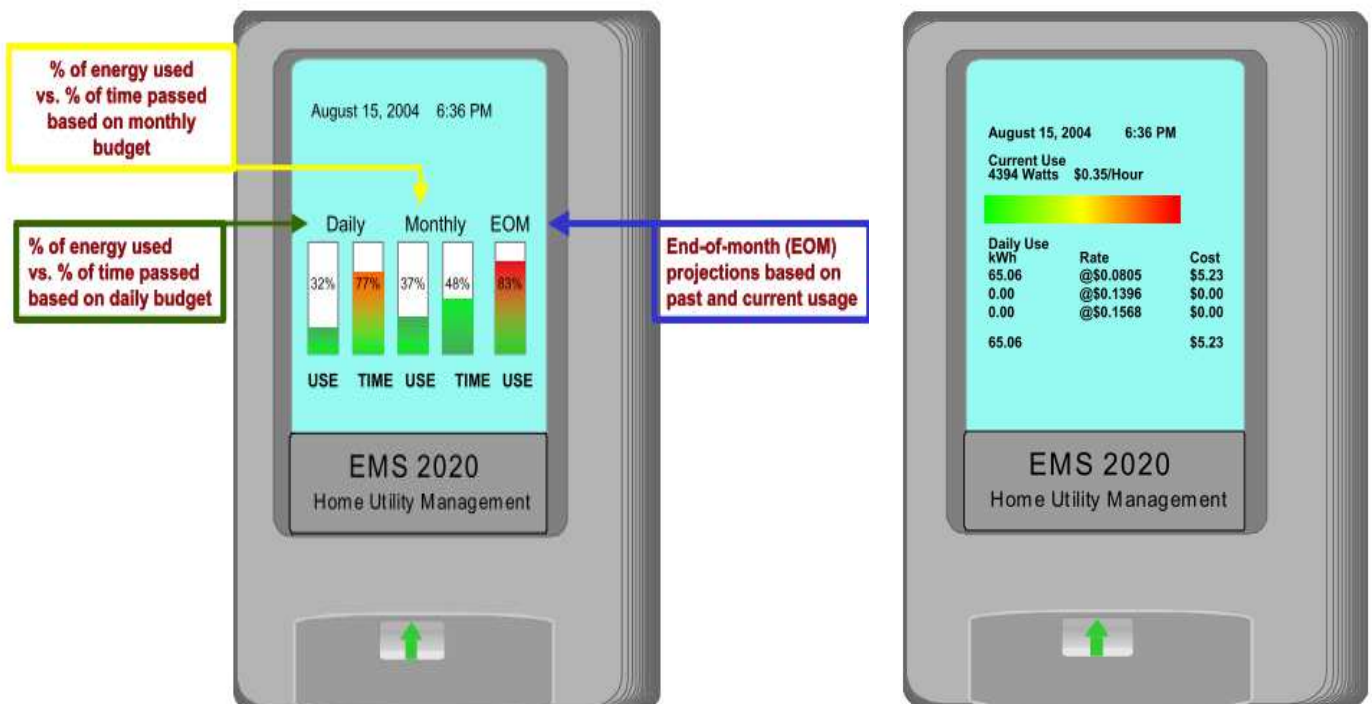 % of energy used
vs. % of time passed
based on monthly
budget
% of energy used
vs. % of time passed
based on daily budget
August 15, 2004 6:36 PM
Daily Monthly EOM
32% 77% 37% 48% 83%
USE TIME USE TIME USE
EMS 2020
Home Utility Management
End-of-month (EOM)
projections based on
past and current usage
August 15, 2004 6:36 PM
Current Use
4394 Watts $0.35/Hour
Daily Use
kWh Rate Cost
65.06 @$0.0805 $5.23
0.00 @$0.1396 $0.00
0.00 @$0.1568 $0.00
65.06 $5.23
EMS 2020
Home Utility Management